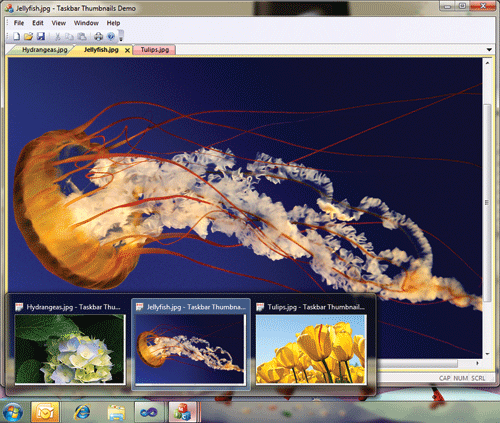 Jellyfish.jpg - Taskbar Thumbnails Demo
File Edit View Window Help
Hydrangeas.jpg Jellyfish.jpg Tulips.jpg
Hydrangeas.jpg - Taskbar Thu... Jellyfish.jpg - Taskbar Thumbna... Tulips.jpg - Taskbar Thumbnail...
CAP NUM SCRL